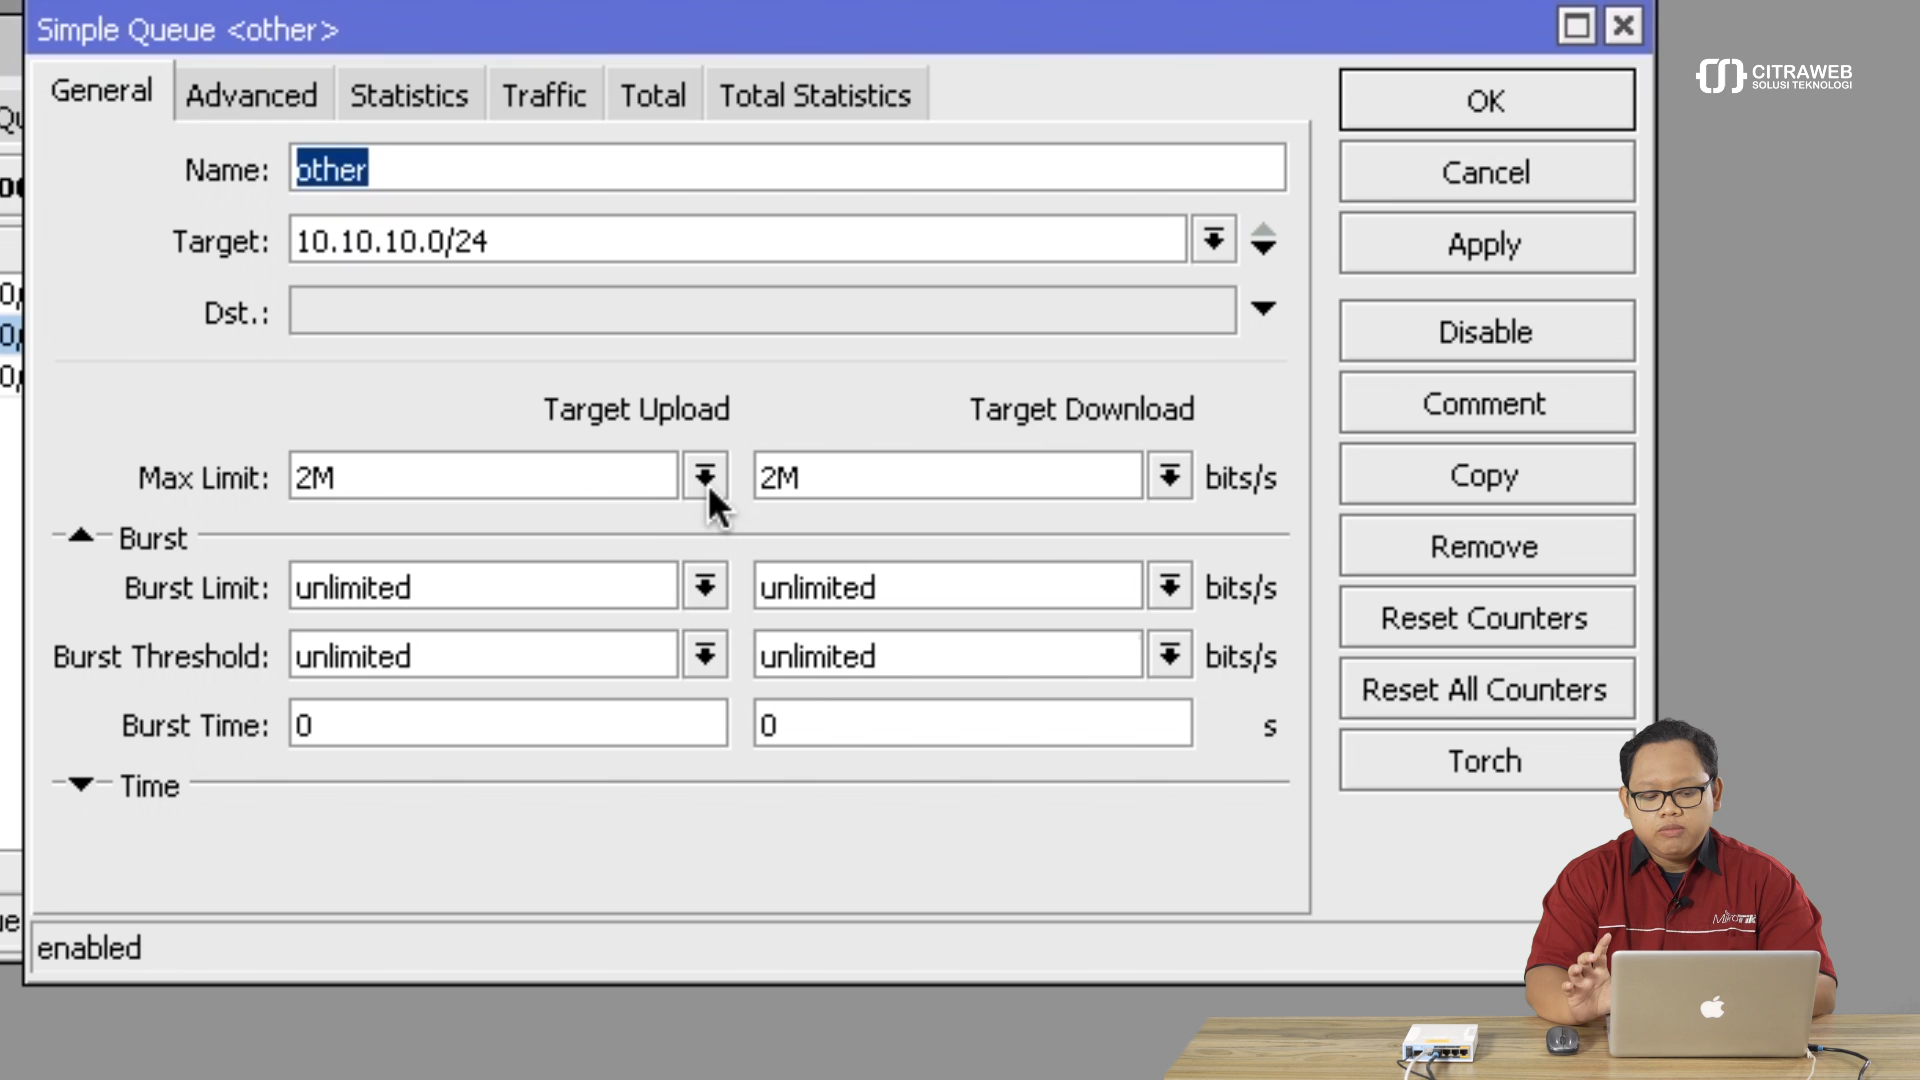 Simple Queue <other>
General
Advanced
Statistics
Traffic
Total
Total Statistics
Name: other
Target: 10.10.10.0/24
Dst.:
Target Upload
Target Download
Max Limit: 2M 2M bits/s
Burst
Burst Limit: unlimited unlimited bits/s
Burst Threshold: unlimited unlimited bits/s
Burst Time: 0 0 s
Time
enabled
OK
Cancel
Apply
Disable
Comment
Copy
Remove
Reset Counters
Reset All Counters
Torch
CITRAWEB
SOLUSI TEKNOLOGI
MikroTik